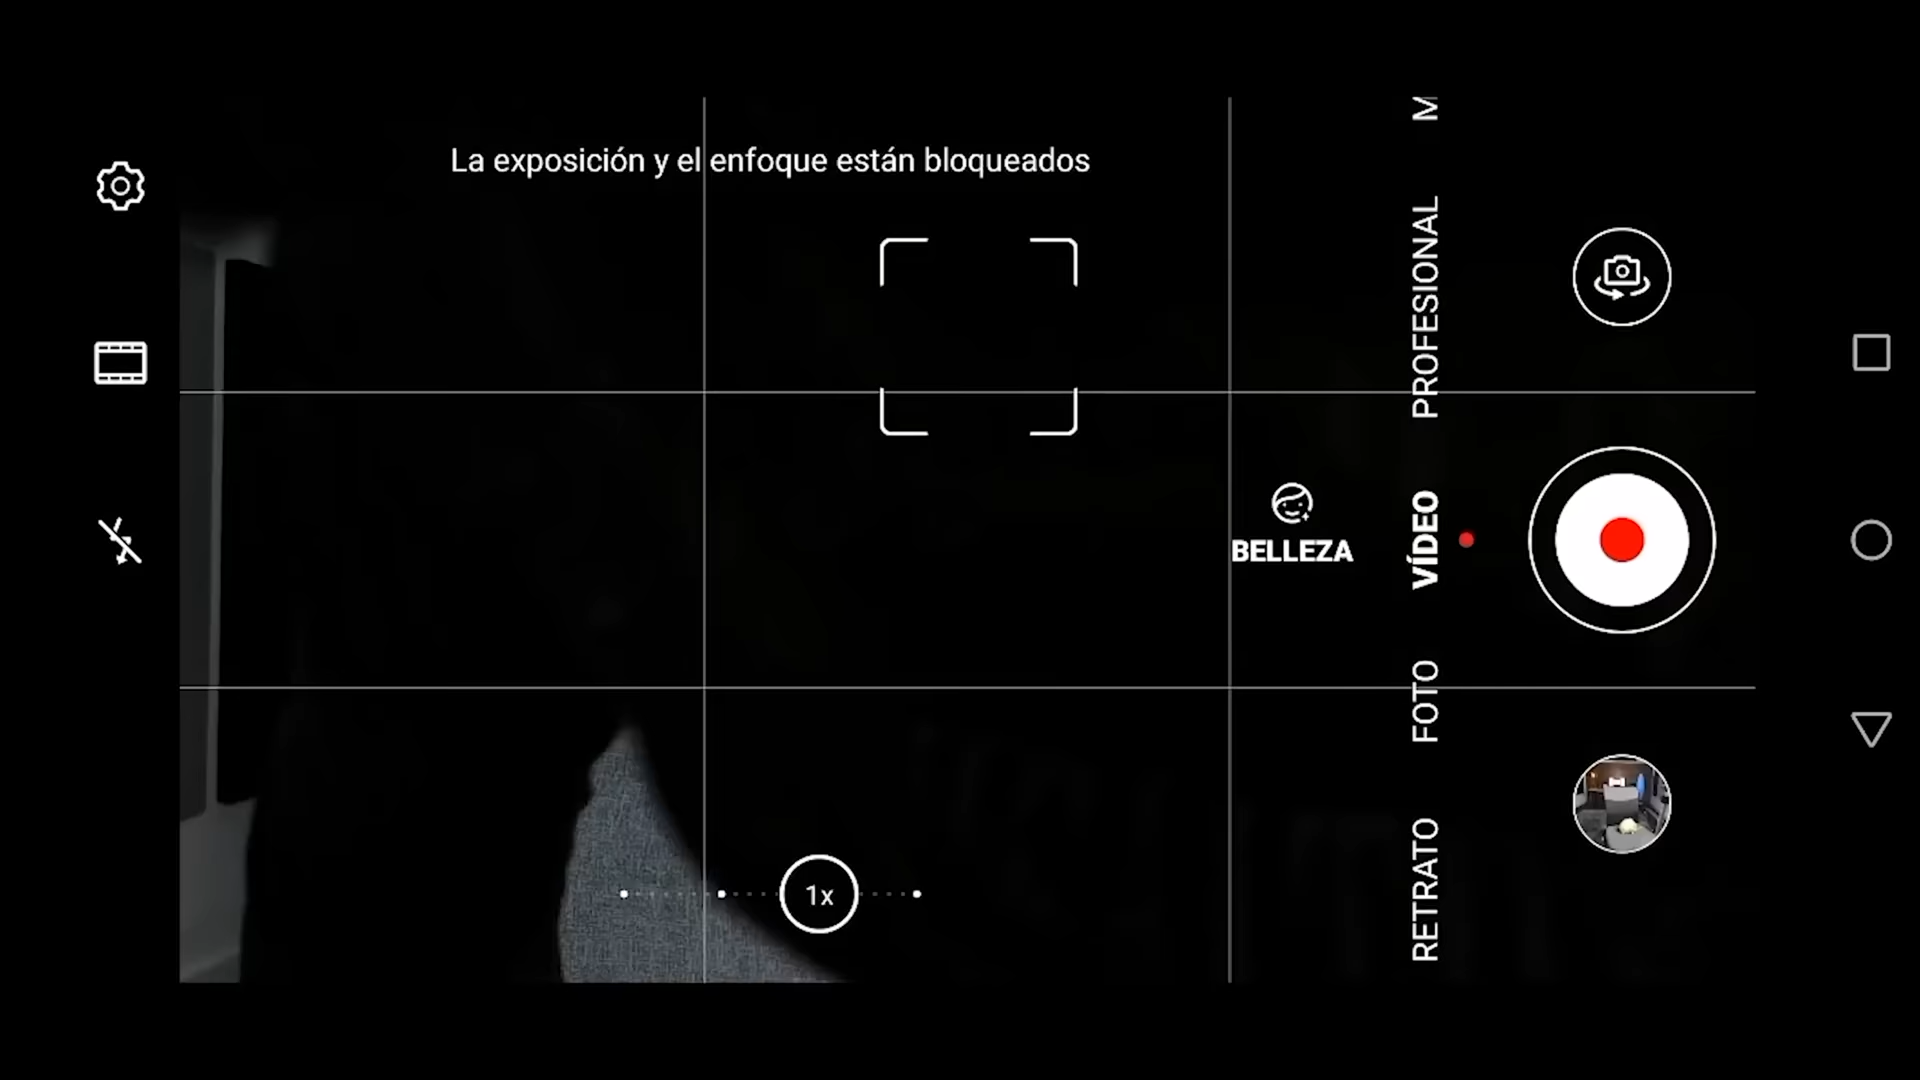 La exposición y el enfoque están bloqueados
M
PROFESIONAL
VÍDEO
FOTO
RETRATO
BELLEZA
1x